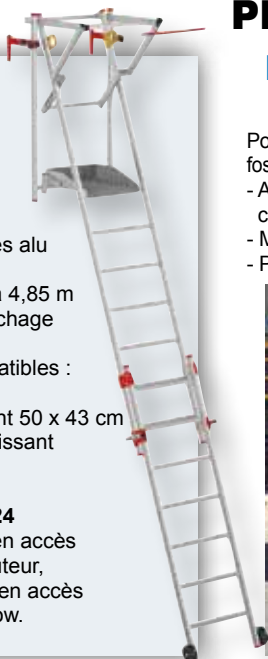 es alu
à 4,85 m
chage
atibles :
nt 50 x 43 cm
issant
24
en accès
uteur,
en accès
ow.
Po
fos
- A
c
- M
- P